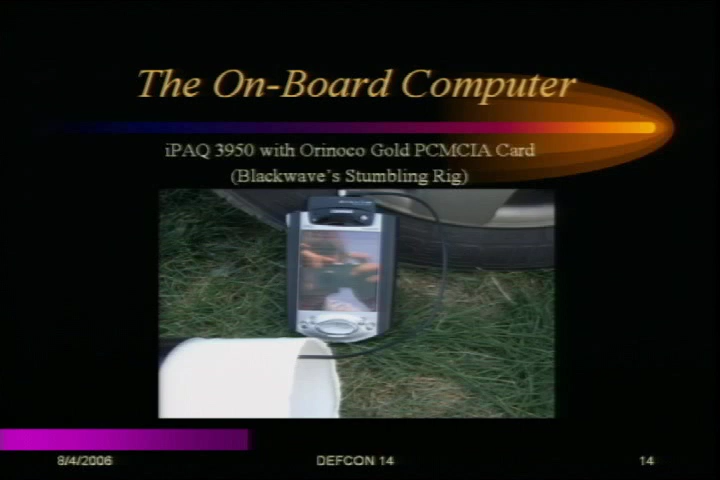 The On-Board Computer
iPAQ 3950 with Orinoco Gold PCMCIA Card
(Blackwave's Stumbling Rig)
8/4/2006
DEFCON 14
14